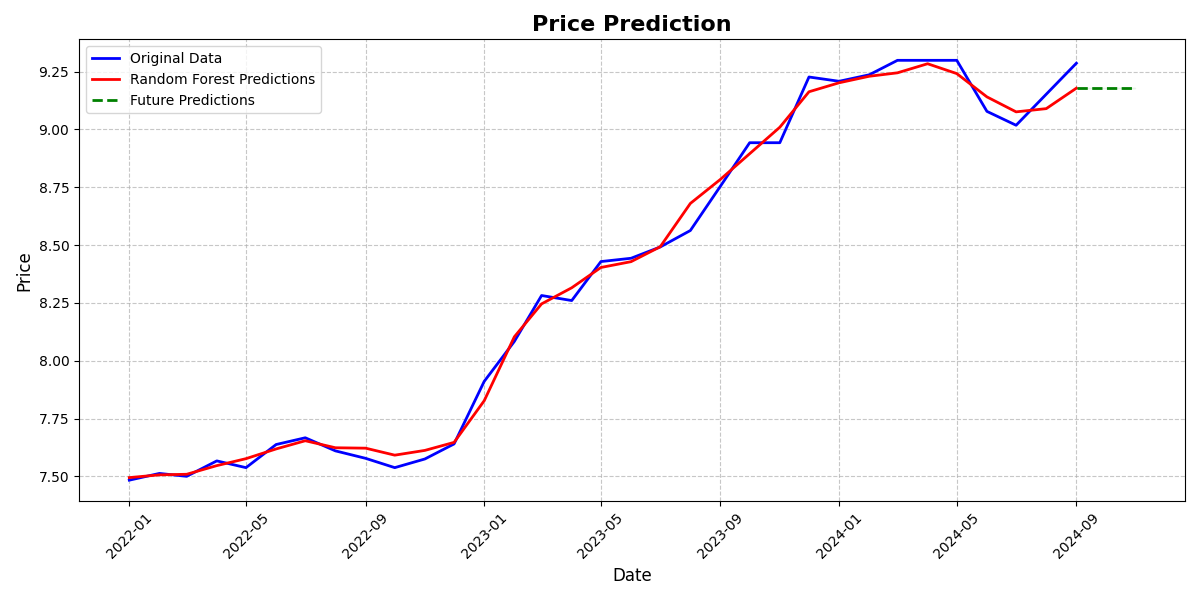 Price Prediction
Original Data
Random Forest Predictions
Future Predictions
Price
9.25
9.00
8.75
8.50
8.25
8.00
7.75
7.50
2022-01
2022-05
2022-09
2023-01
2023-05
2023-09
2024-01
2024-05
2024-09
Date